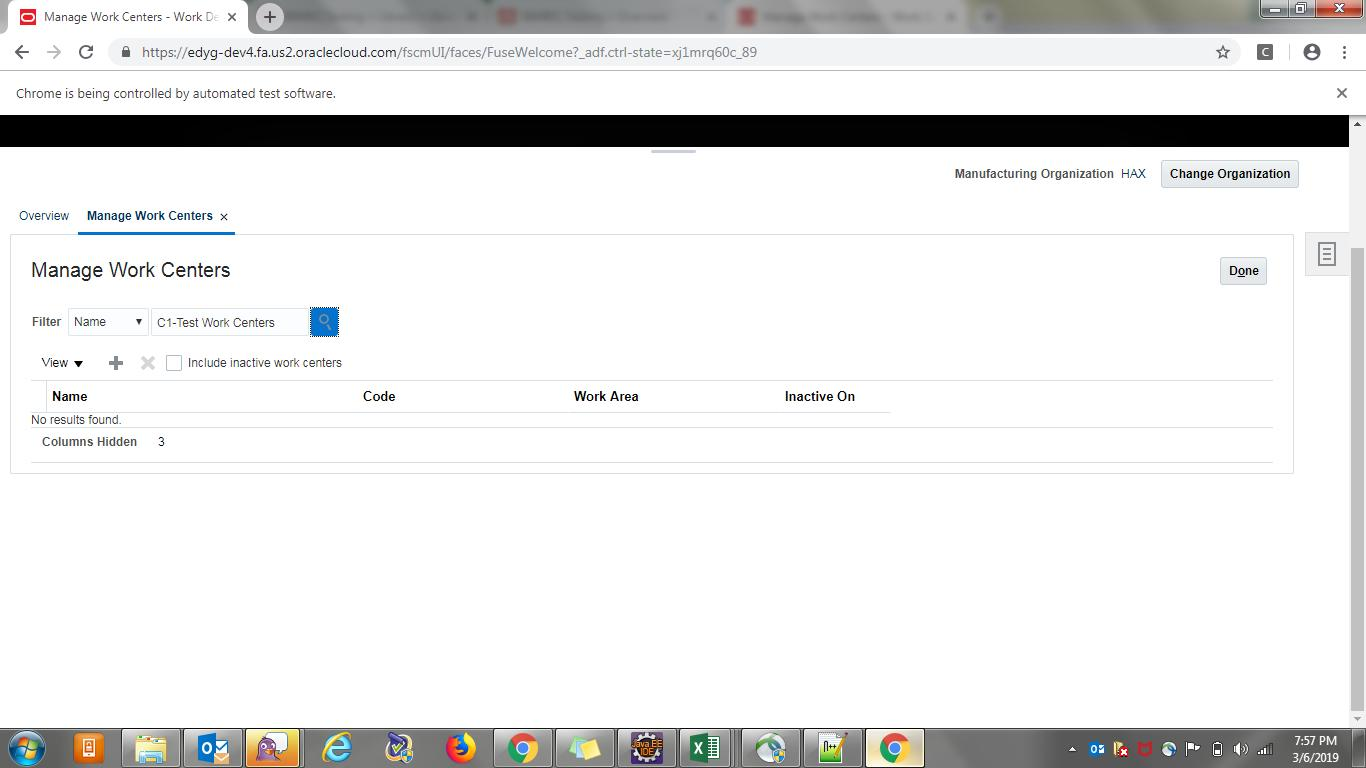 Manage Work Centers - Work De
https://edyg-dev4.fa.us2.oraclecloud.com/fscmUI/faces/FuseWelcome?_adf.ctrl-state=xj1mrq60c_89
C
Chrome is being controlled by automated test software.
Manufacturing Organization HAX Change Organization
Overview Manage Work Centers
Manage Work Centers
Done
Filter Name C1-Test Work Centers
View Include inactive work centers
Name Code Work Area Inactive On
No results found.
Columns Hidden 3
Java EE
IDE
7:57 PM
3/6/2019